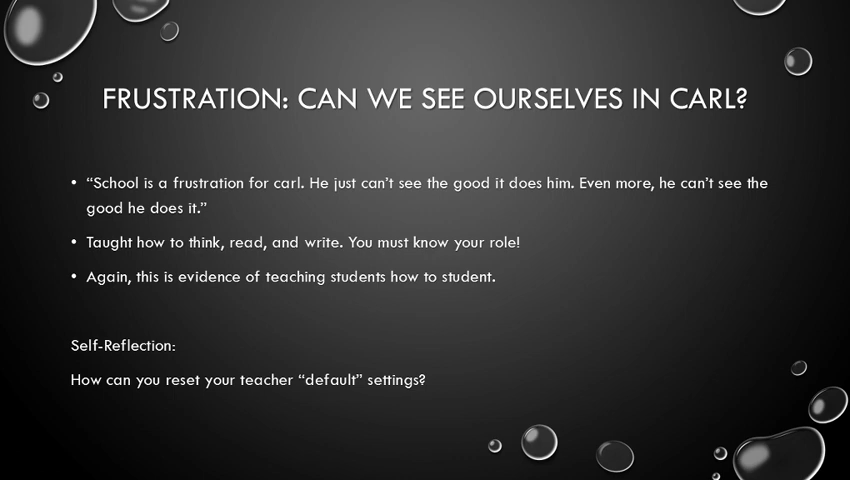 FRUSTRATION: CAN WE SEE OURSELVES IN CARL?
• “School is a frustration for carl. He just can’t see the good it does him. Even more, he can’t see the
good he does it.”
• Taught how to think, read, and write. You must know your role!
• Again, this is evidence of teaching students how to student.
Self-Reflection:
How can you reset your teacher “default” settings?